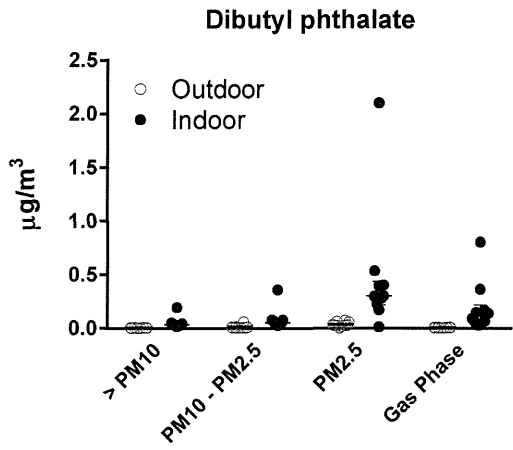 Dibutyl phthalate
μg/m³
2.5
2.0
1.5
1.0
0.5
0.0
Outdoor
Indoor
> PM10
PM10 - PM2.5
PM2.5
Gas Phase